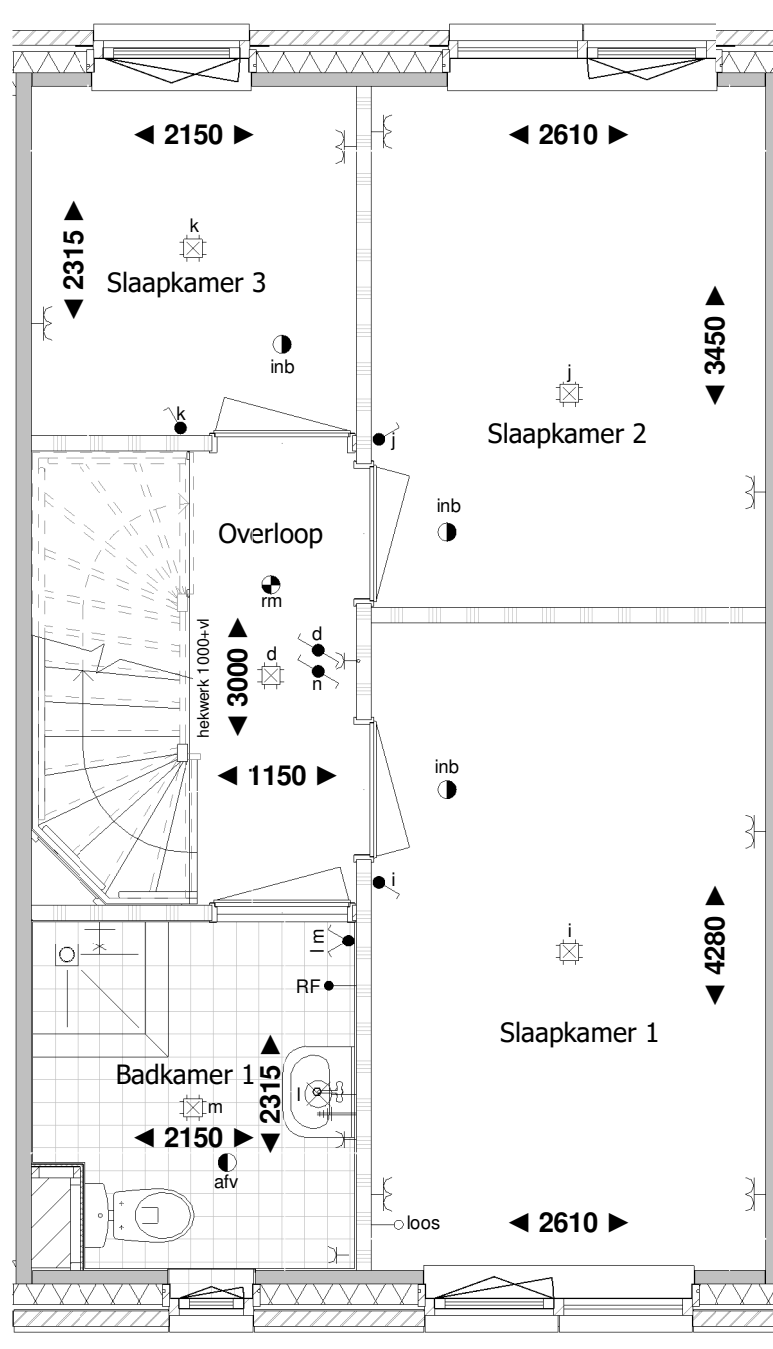 ◄ 2150 ►
◄ 2610 ►
k
◄ 2315 ►
Slaapkamer 3
◄ 3450 ►
inb
j
k
j
Slaapkamer 2
inb
Overloop
rm
hekwerk 1000+vl
◄ 3000 ►
d
d
n
inb
◄ 1150 ►
i
l m
i
◄ 4280 ►
RF
Slaapkamer 1
Badkamer 1
◄ 2315 ►
l
m
◄ 2150 ►
afv
loos
◄ 2610 ►